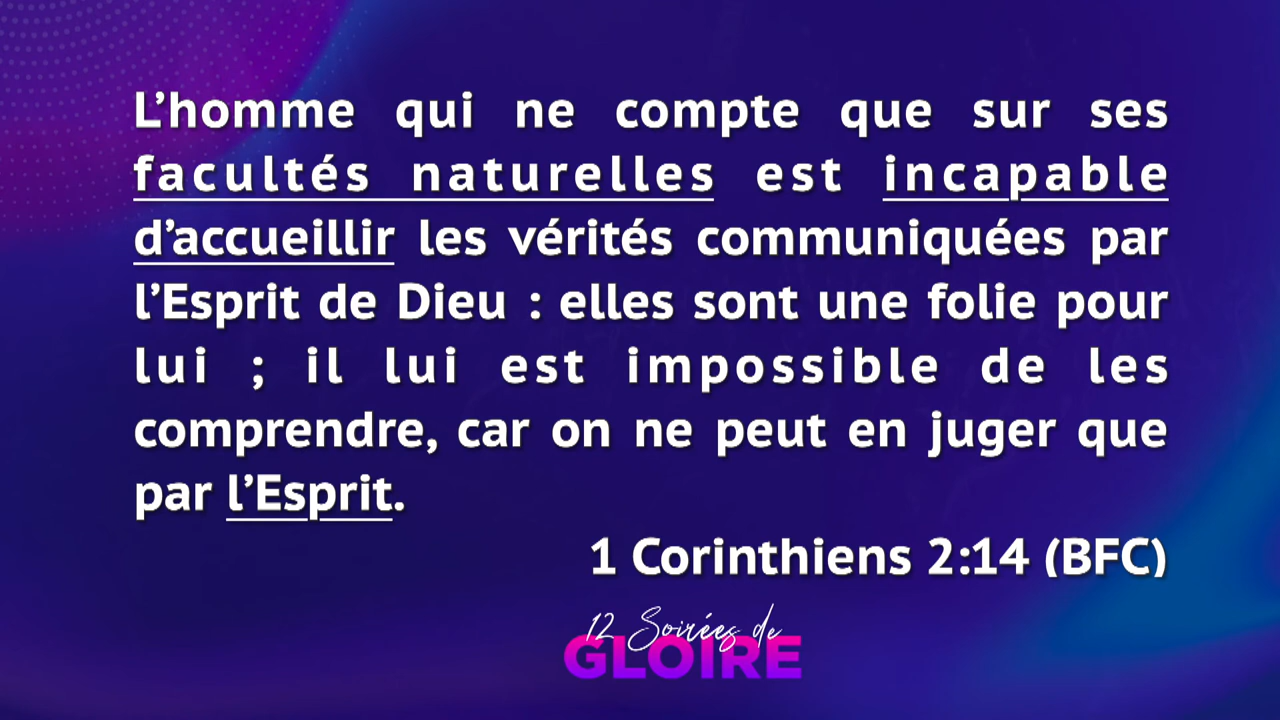 L’homme qui ne compte que sur ses
facultés naturelles est incapable
d’accueillir les vérités communiquées par
l’Esprit de Dieu : elles sont une folie pour
lui ; il lui est impossible de les
comprendre, car on ne peut en juger que
par l’Esprit.
1 Corinthiens 2:14 (BFC)
12 Soirées de
GLOIRE